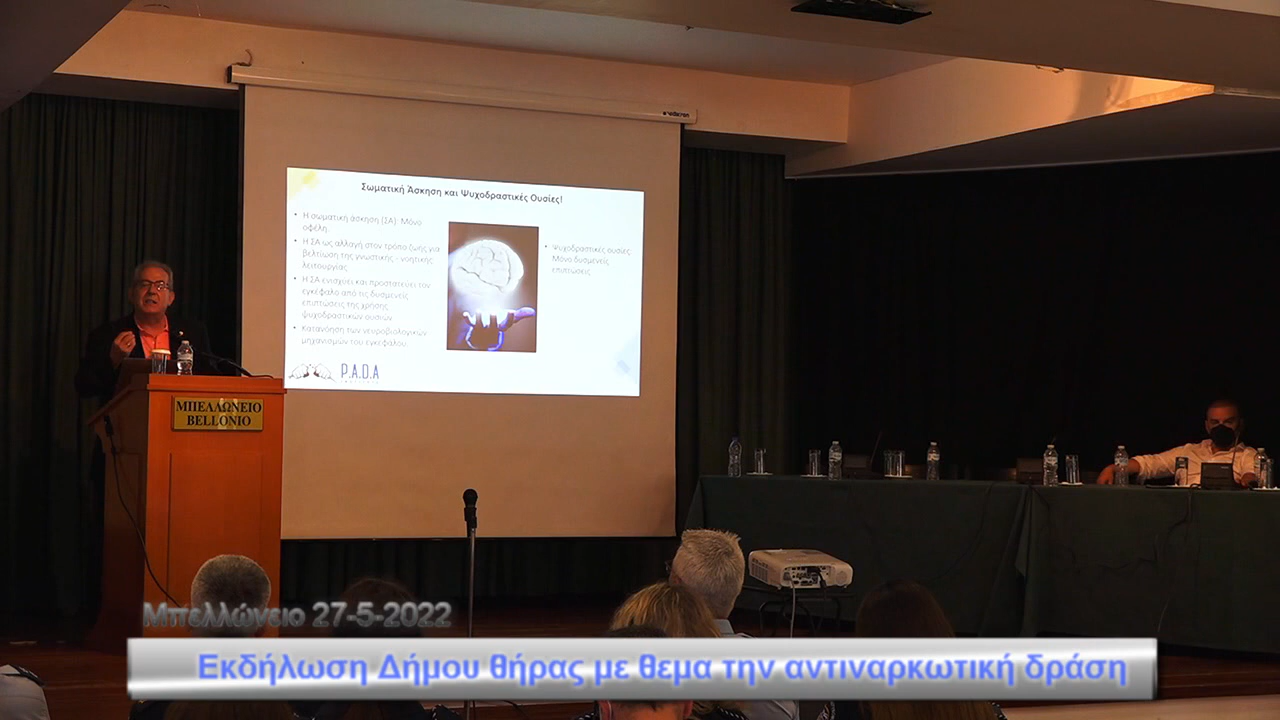 Σωματική Άσκηση και Ψυχοδραστικές Ουσίες!
• Η σωματική άσκηση (ΣΑ): Μόνο
οφέλη.
• Η ΣΑ ως αλλαγή στον τρόπο ζωής για
βελτίωση της γνωστικής - νοητικής
λειτουργίας
• Η ΣΑ ενισχύει και προστατεύει τον
εγκέφαλο από τις δυσμενείς
επιπτώσεις της χρήσης
ψυχοδραστικών ουσιών
• Κατανόηση των νευροβιολογικών
μηχανισμών του εγκεφάλου.
• Ψυχοδραστικές ουσίες:
Μόνο δυσμενείς
επιπτώσεις
P.A.D.A
ΜΠΕΛΛΩΝΕΙΟ
BELLONIO
Μπελλώνειο 27-5-2022
Εκδήλωση Δήμου θήρας με θεμα την αντιναρκωτική δράση